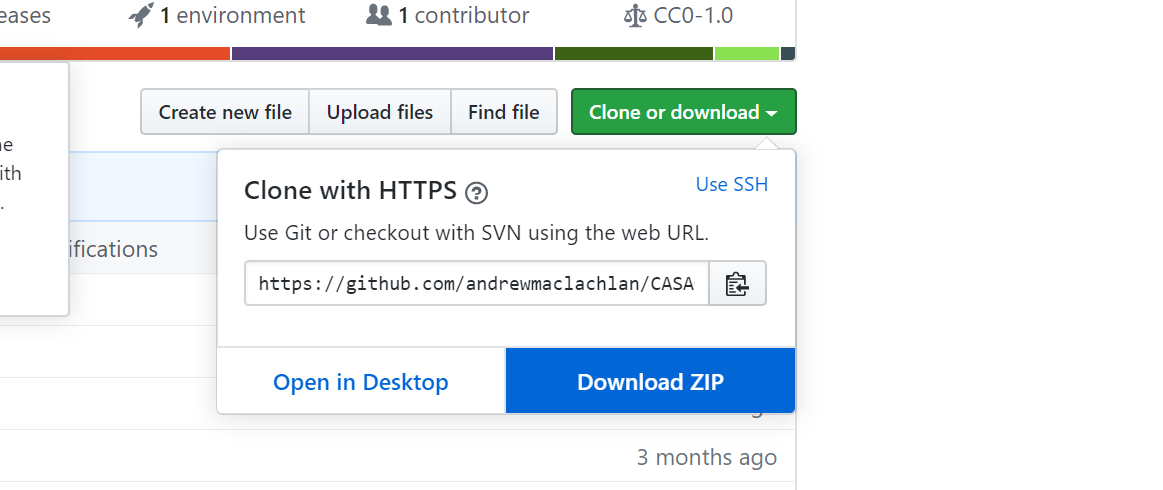 eases 1 environment 1 contributor CC0-1.0
Create new file Upload files Find file Clone or download
Clone with HTTPS Use SSH
Use Git or checkout with SVN using the web URL.
https://github.com/andrewmaclachlan/CASA
Open in Desktop Download ZIP
ne
ith
.
ifications
3 months ago